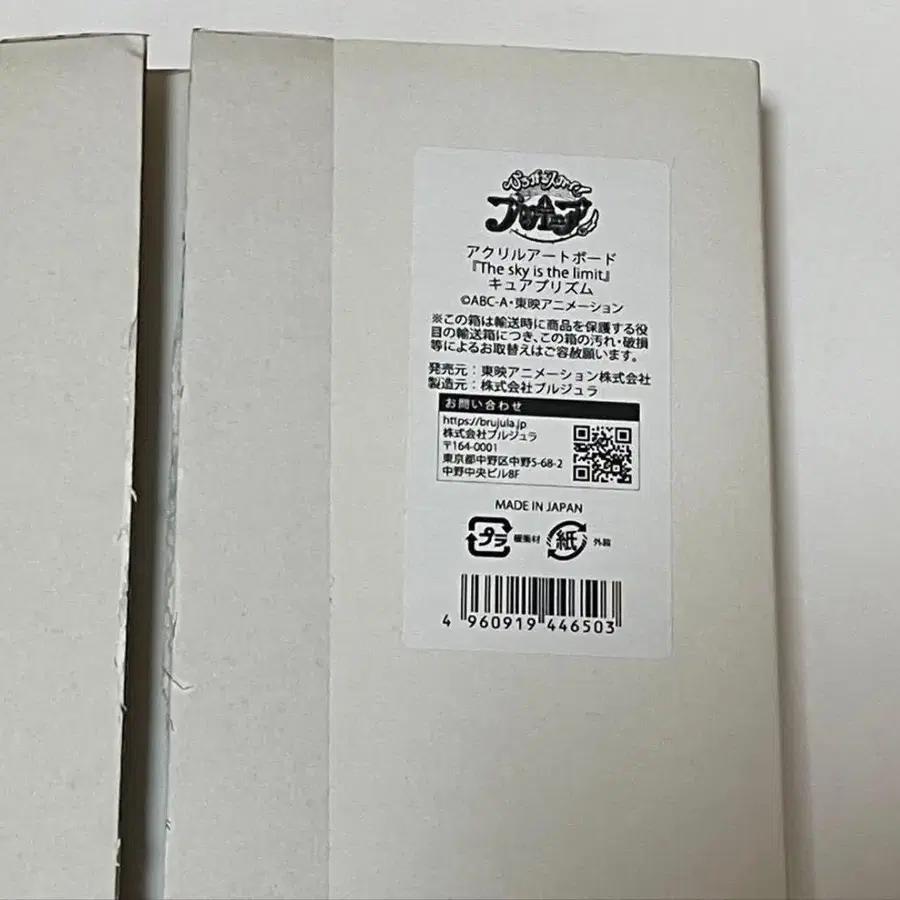 ひろがるスカイ!
プリキュア
アクリルアートボード
『The sky is the limit』
キュアプリズム
©ABC-A・東映アニメーション
※この箱は輸送時に商品を保護する役
目の輸送箱につき、この箱の汚れ・破損
等によるお取替えはご容赦願います。
発売元：東映アニメーション株式会社
製造元：株式会社ブルジュラ
お問い合わせ
https://brujula.jp
株式会社ブルジュラ
〒164-0001
東京都中野区中野5-68-2
中野中央ビル8F
MADE IN JAPAN
プラ 緩衝材 紙 外箱
4 960919 446503